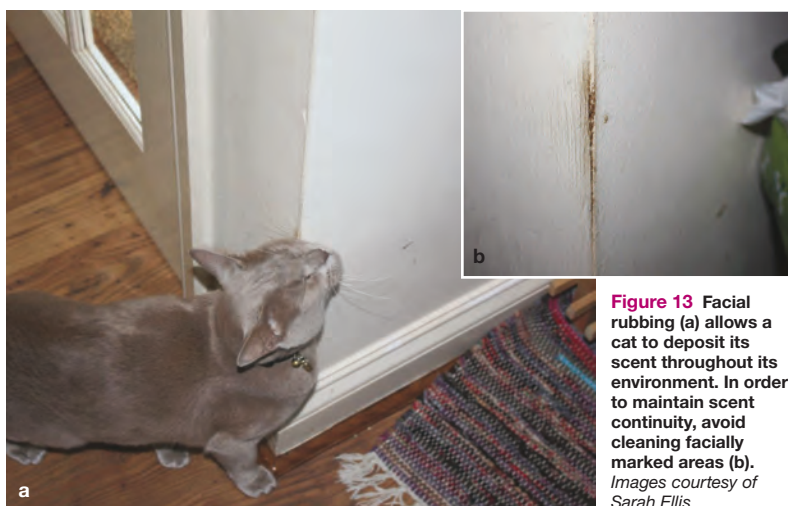 a
b
Figure 13 Facial
rubbing (a) allows a
cat to deposit its
scent throughout its
environment. In order
to maintain scent
continuity, avoid
cleaning facially
marked areas (b).
Images courtesy of
Sarah Ellis